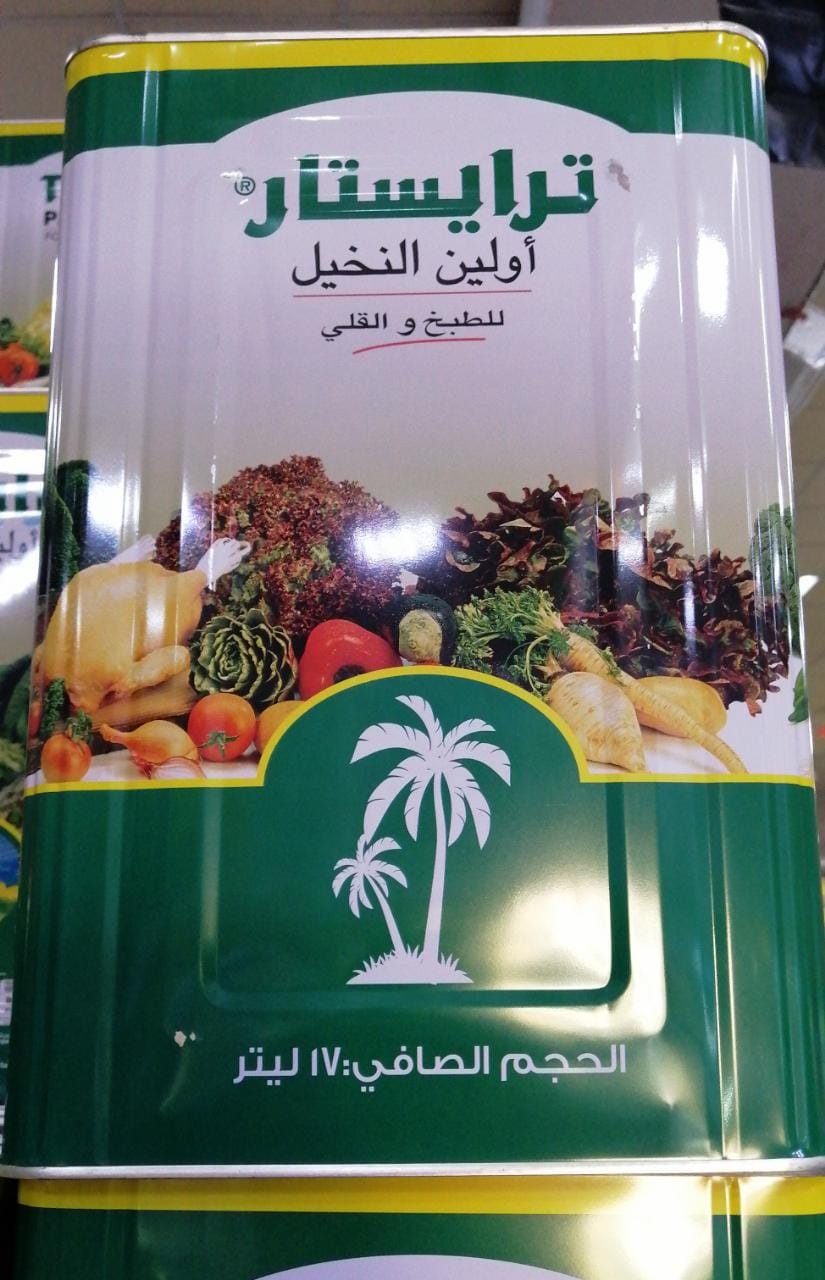 ترايستار®
أولين النخيل
للطبخ و القلي
الحجم الصافي:١٧ ليتر